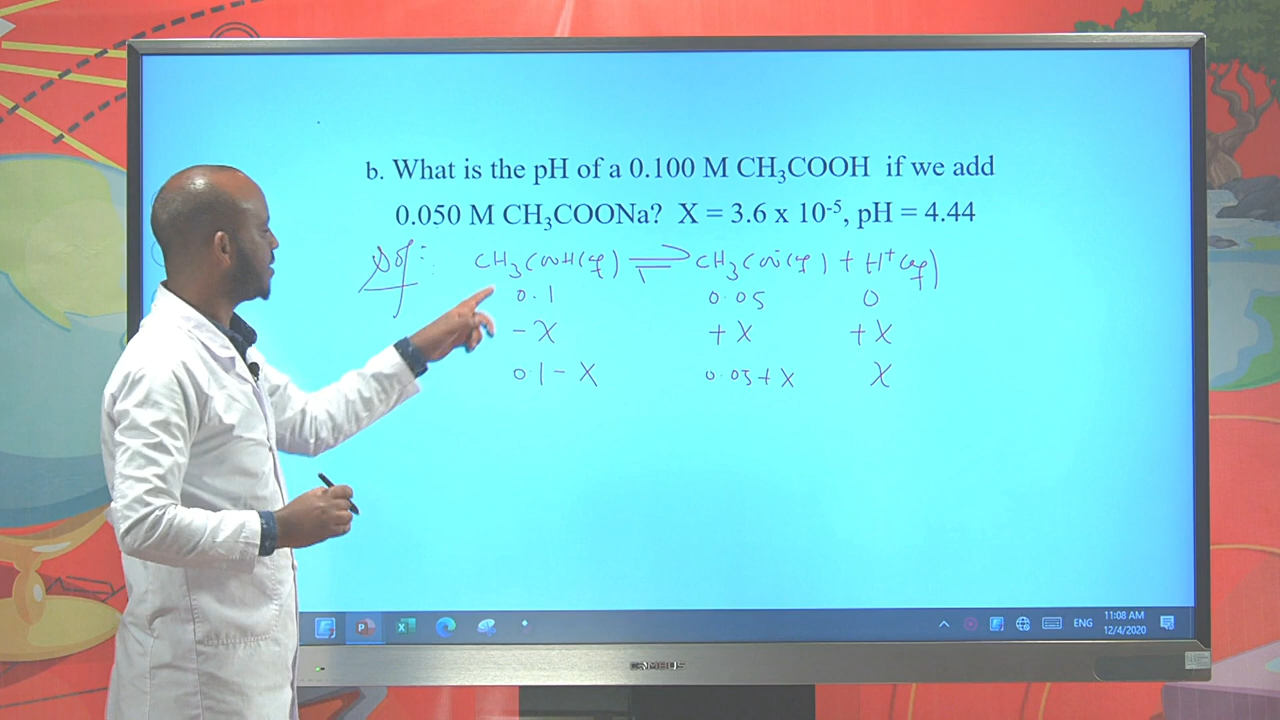 b. What is the pH of a 0.100 M CH₃COOH if we add
0.050 M CH₃COONa? X = 3.6 x 10⁻⁵, pH = 4.44
Sol:
CH₃COOH(aq) ⇌ CH₃COO⁻(aq) + H⁺(aq)
0.1 0.05 0
-X +X +X
0.1-X 0.05+X X
ENG
11:08 AM
12/4/2020